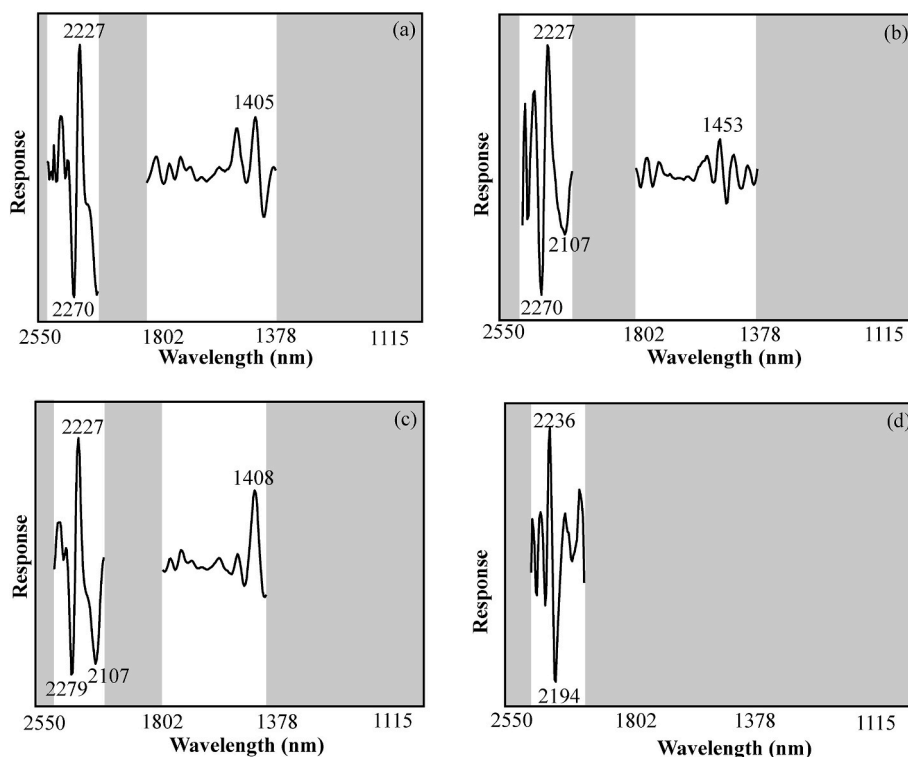 2227
(a)
1405
Response
2270
2550 1802 1378 1115
Wavelength (nm)
2227
(b)
1453
Response
2107
2270
2550 1802 1378 1115
Wavelength (nm)
2227
(c)
1408
Response
2279 2107
2550 1802 1378 1115
Wavelength (nm)
2236
(d)
Response
2194
2550 1802 1378 1115
Wavelength (nm)